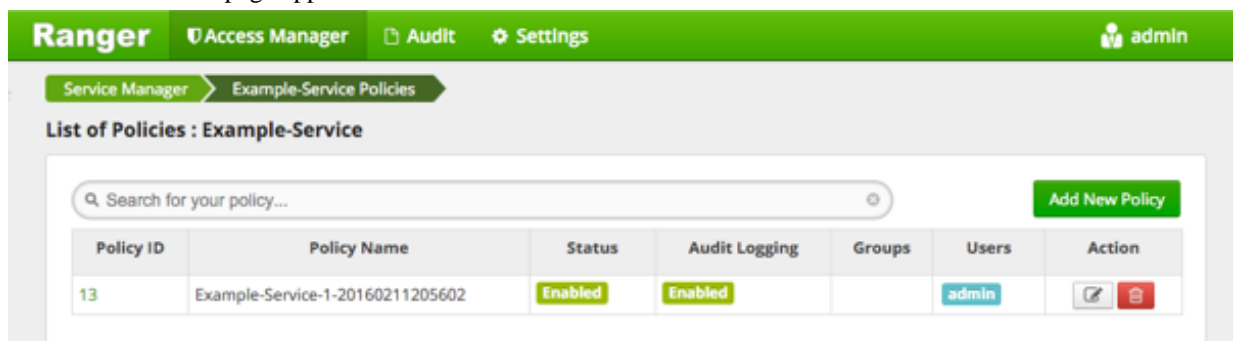 Ranger Access Manager Audit Settings admin
Service Manager Example-Service Policies
List of Policies : Example-Service
Search for your policy...
Add New Policy
Policy ID Policy Name Status Audit Logging Groups Users Action
13 Example-Service-1-20160211205602 Enabled Enabled admin